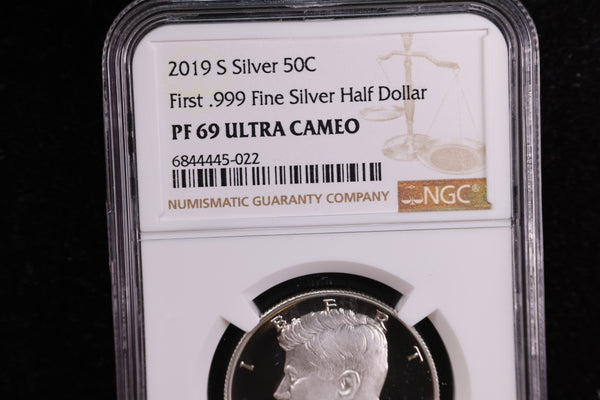 2019 S Silver 50C
First .999 Fine Silver Half Dollar
PF 69 ULTRA CAMEO
6844445-022
NUMISMATIC GUARANTY COMPANY
NGC®
I B E R T